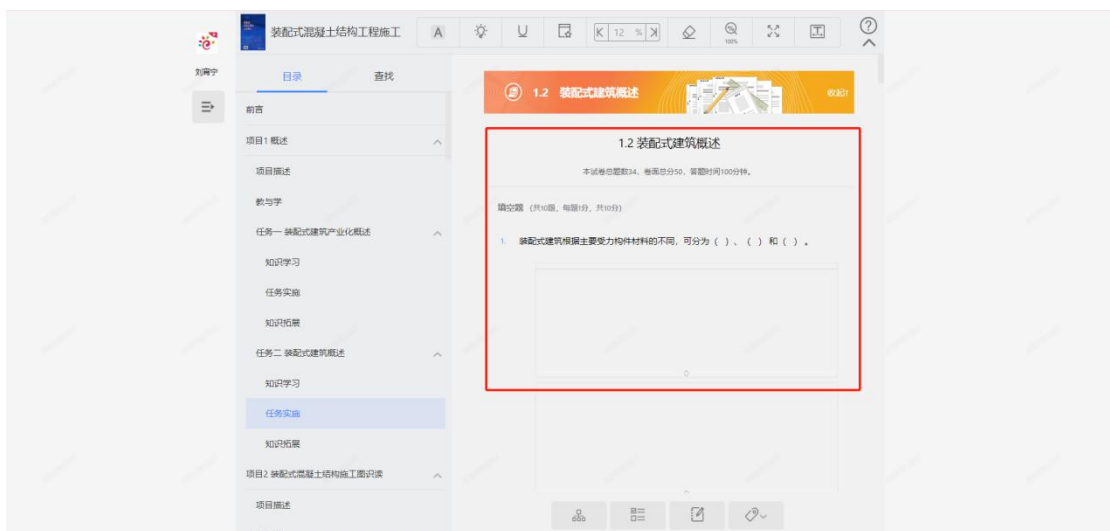 装配式混凝土结构工程施工
A
12 %
100%
刘宵宁
目录
查找
前言
项目1 概述
项目描述
教与学
任务一 装配式建筑产业化概述
知识学习
任务实施
知识拓展
任务二 装配式建筑概述
知识学习
任务实施
知识拓展
项目2 装配式混凝土结构施工图识读
项目描述
1.2 装配式建筑概述
收起↑
1.2 装配式建筑概述
本试卷总题数34，卷面总分50，答题时间100分钟。
填空题 (共10题，每题1分，共10分)
1. 装配式建筑根据主要受力构件材料的不同，可分为 ( ) 、 ( ) 和 ( ) 。